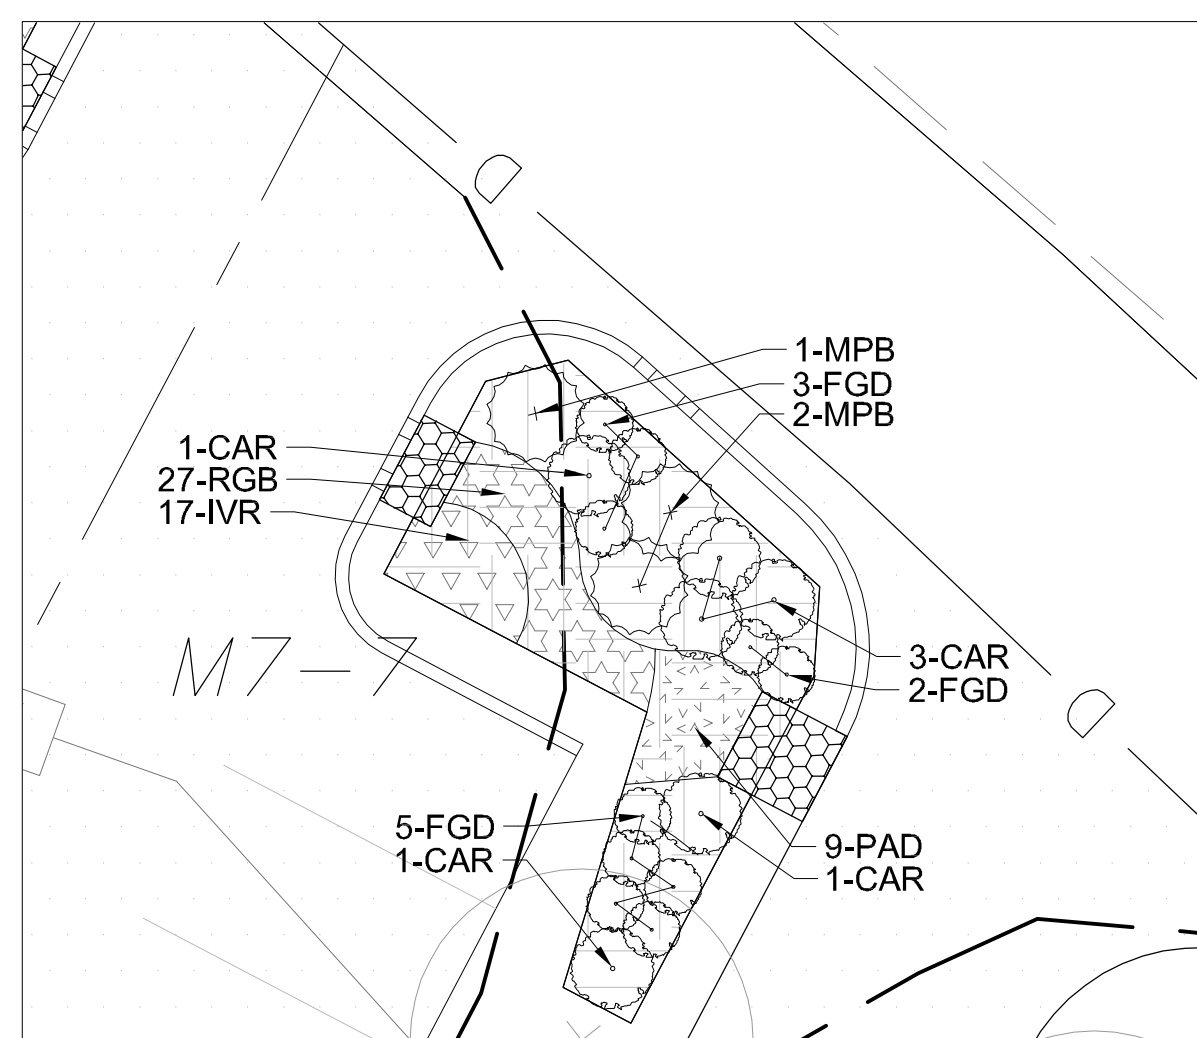 1-MPB
3-FGD
2-MPB
1-CAR
27-RGB
17-IVR
M7-7
3-CAR
2-FGD
5-FGD
1-CAR
9-PAD
1-CAR